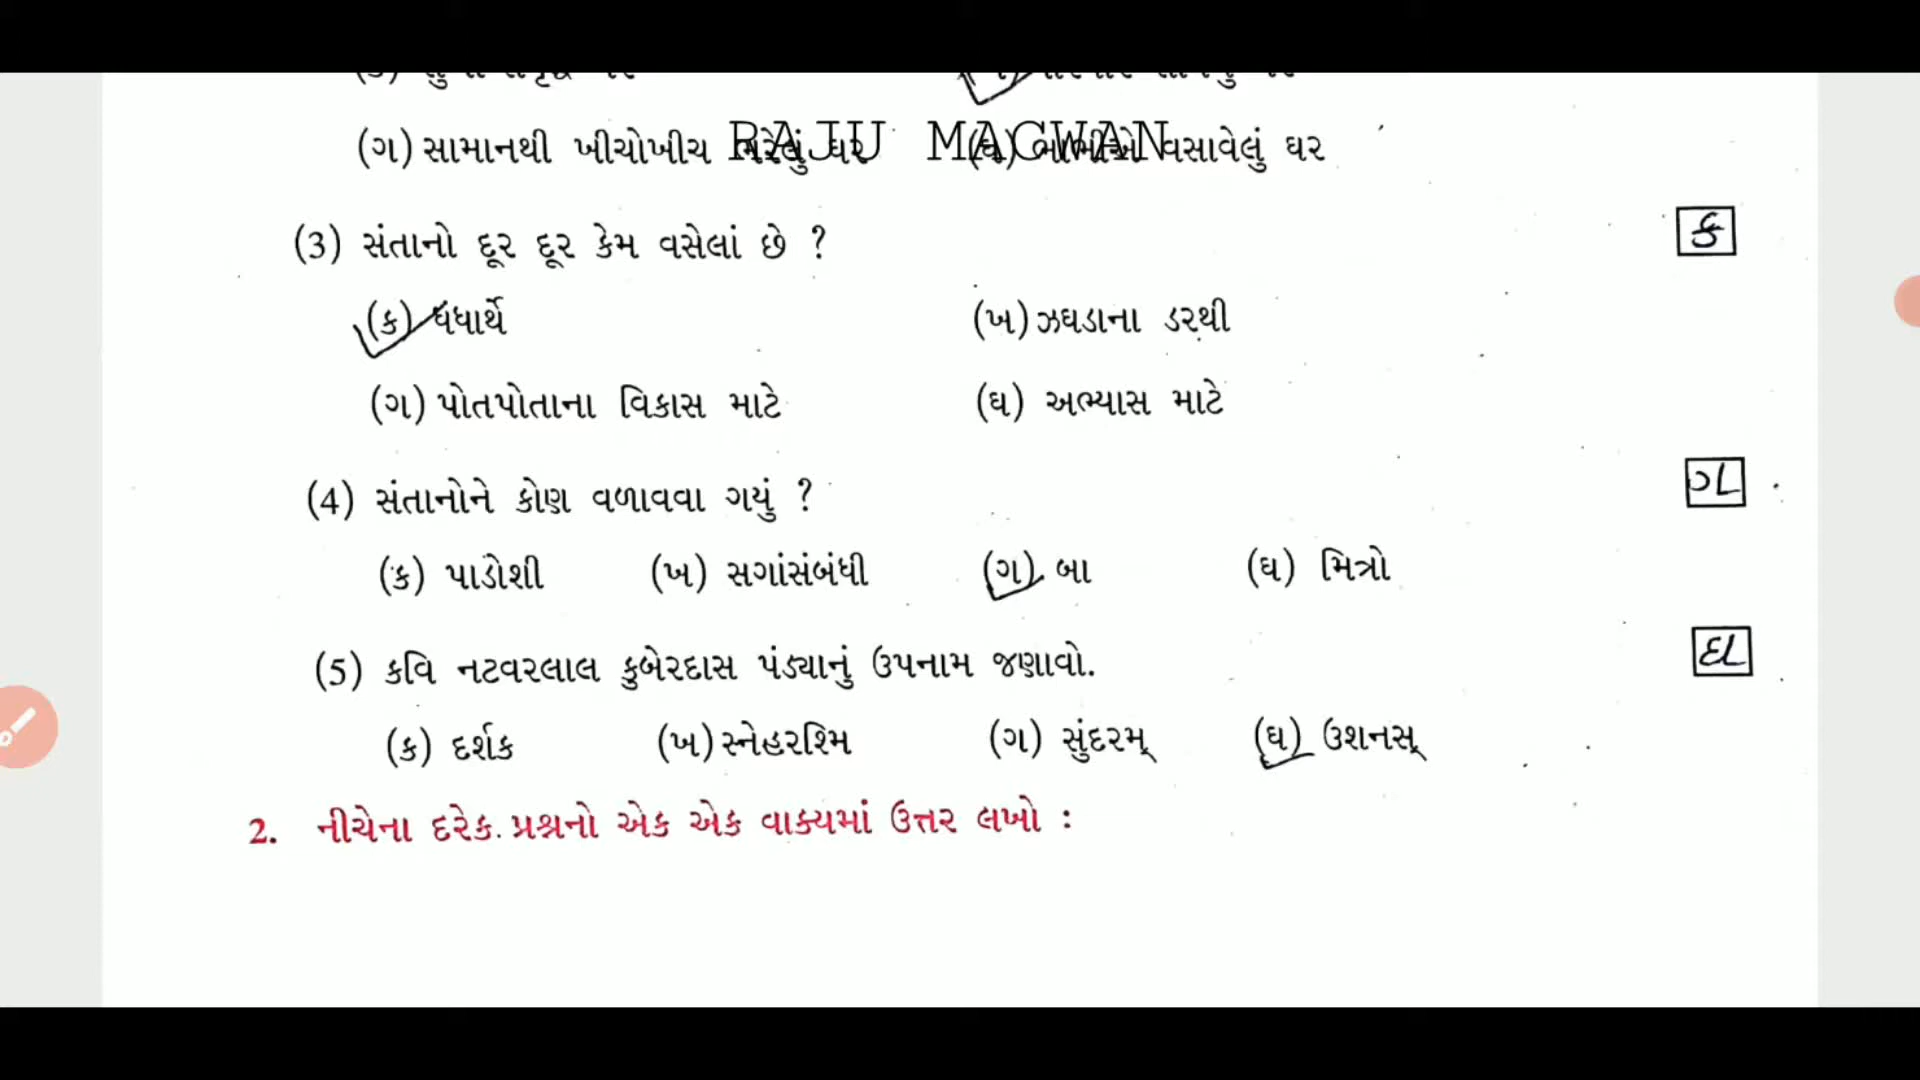 RAJU MAGWAN
(ગ) સામાનથી ખીચોખીચ ભરેલું ઘર (ઘ) ભાભીએ વસાવેલું ઘર
(3) સંતાનો દૂર દૂર કેમ વસેલાં છે ? ક
(ક) ધંધાર્થે (ખ) ઝઘડાના ડરથી
(ગ) પોતપોતાના વિકાસ માટે (ઘ) અભ્યાસ માટે
(4) સંતાનોને કોણ વળાવવા ગયું ? ગ
(ક) પાડોશી (ખ) સગાંસંબંધી (ગ) બા (ઘ) મિત્રો
(5) કવિ નટવરલાલ કુબેરદાસ પંડ્યાનું ઉપનામ જણાવો. ઘ
(ક) દર્શક (ખ) સ્નેહરશ્મિ (ગ) સુંદરમ્ (ઘ) ઉશનસ્
2. નીચેના દરેક પ્રશ્નનો એક એક વાક્યમાં ઉત્તર લખો :